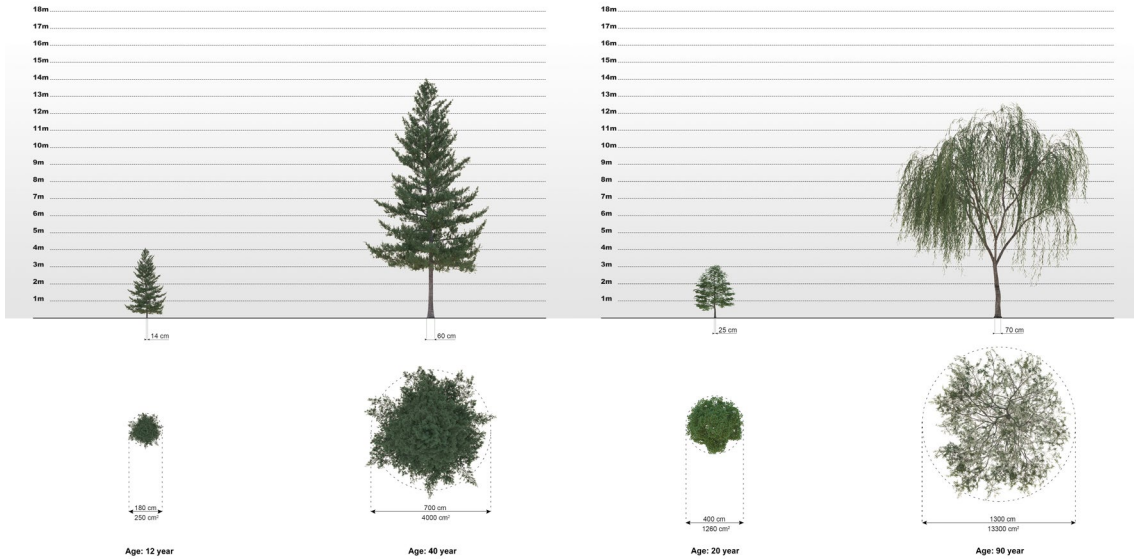 18m
17m
16m
15m
14m
13m
12m
11m
10m
9m
8m
7m
6m
5m
4m
3m
2m
1m
14 cm
60 cm
180 cm
250 cm²
700 cm
4000 cm²
Age: 12 year
Age: 40 year
18m
17m
16m
15m
14m
13m
12m
11m
10m
9m
8m
7m
6m
5m
4m
3m
2m
1m
25 cm
70 cm
400 cm
1260 cm²
1300 cm
13300 cm²
Age: 20 year
Age: 90 year